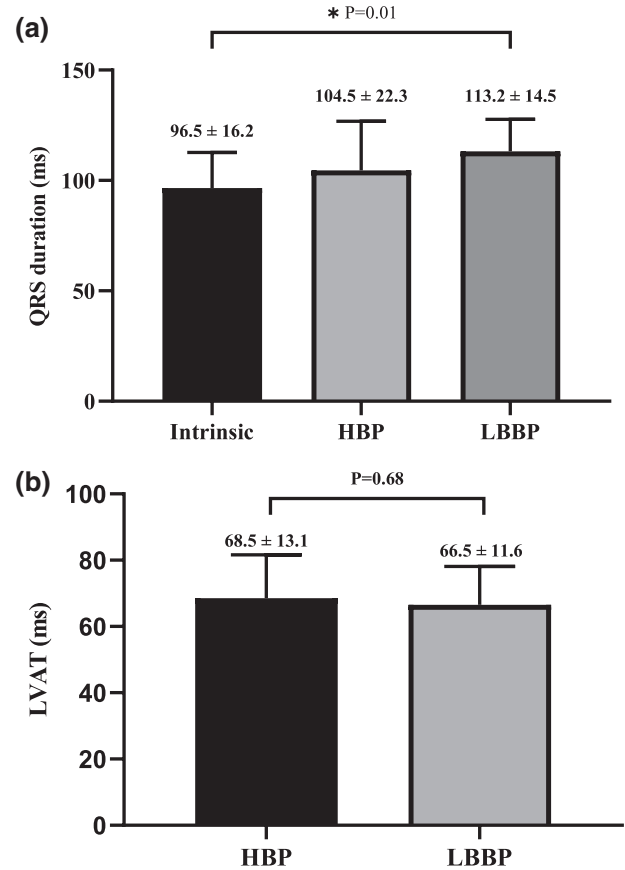 (a)
* P=0.01
150
104.5 ± 22.3
113.2 ± 14.5
96.5 ± 16.2
100
QRS duration (ms)
50
0
Intrinsic
HBP
LBBP
(b)
P=0.68
100
68.5 ± 13.1
66.5 ± 11.6
80
60
LVAT (ms)
40
20
0
HBP
LBBP